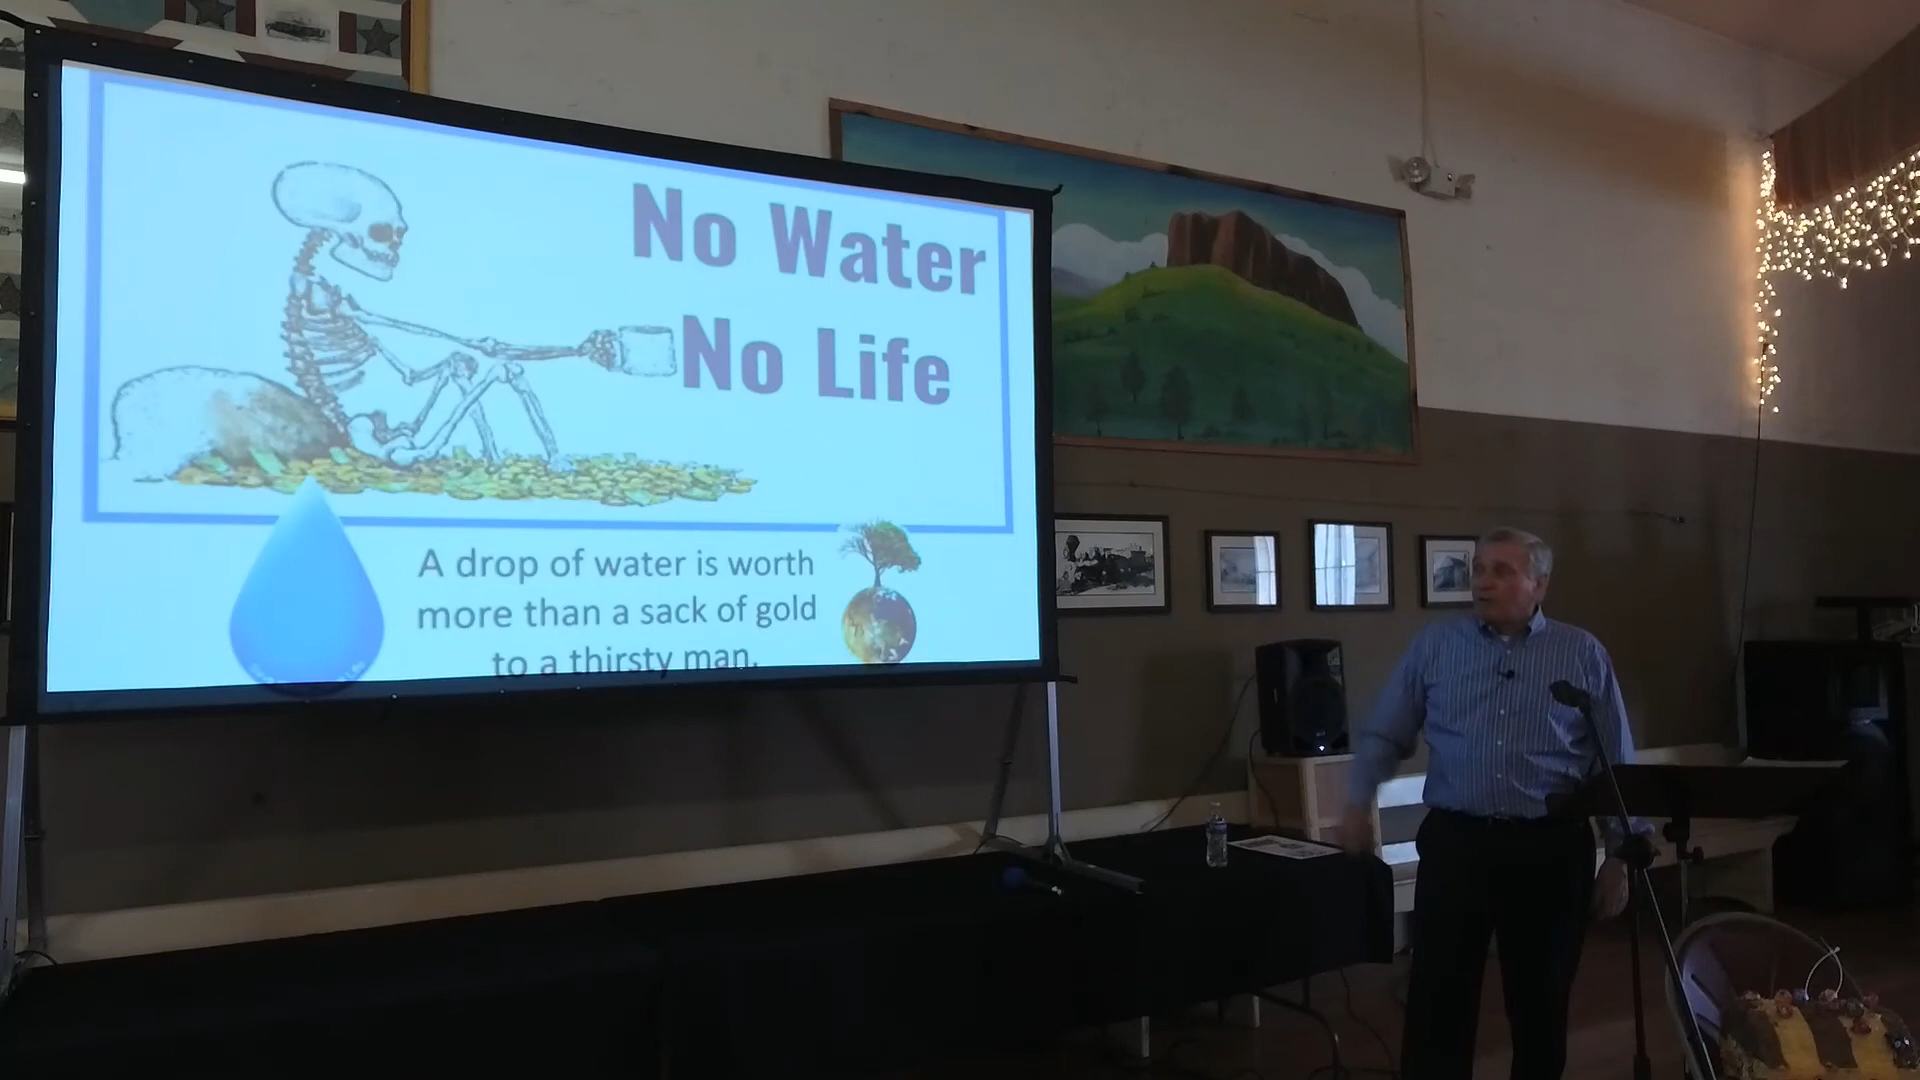 No Water
No Life
A drop of water is worth
more than a sack of gold
to a thirsty man.